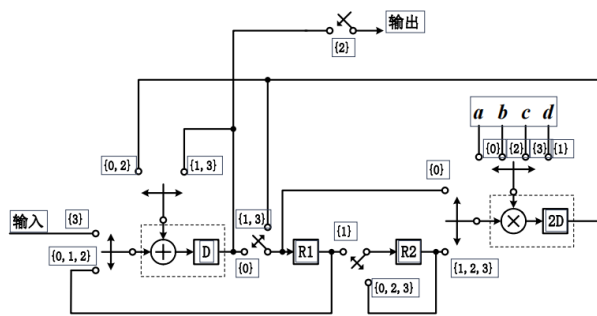 输出
{2}
a b c d
{0} {2} {3} {1}
{0, 2} {1, 3} {0}
输入 {3} {1, 3} {1}
{0, 1, 2} D {0} R1 R2 2D
{0, 2, 3} {1, 2, 3}